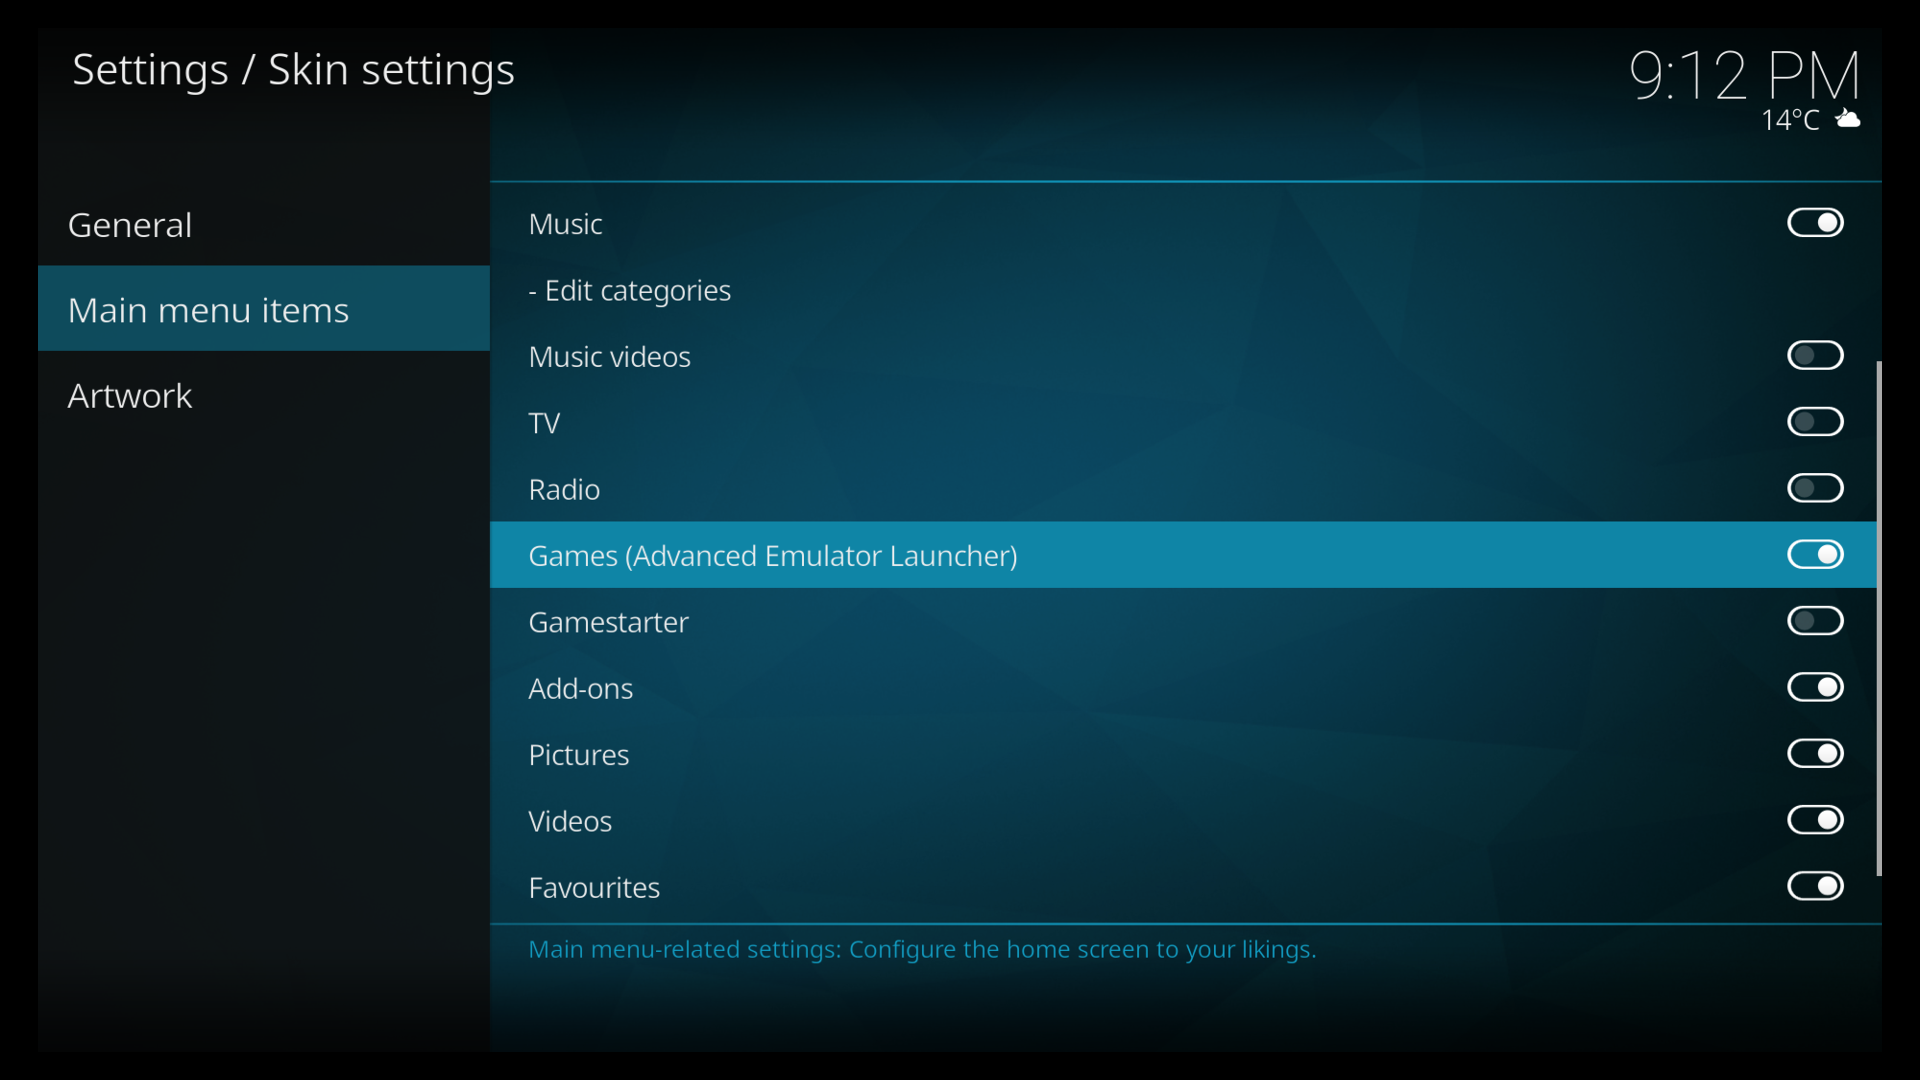 Settings / Skin settings
9:12 PM
14°C
General
Main menu items
Artwork
Music
- Edit categories
Music videos
TV
Radio
Games (Advanced Emulator Launcher)
Gamestarter
Add-ons
Pictures
Videos
Favourites
Main menu-related settings: Configure the home screen to your likings.